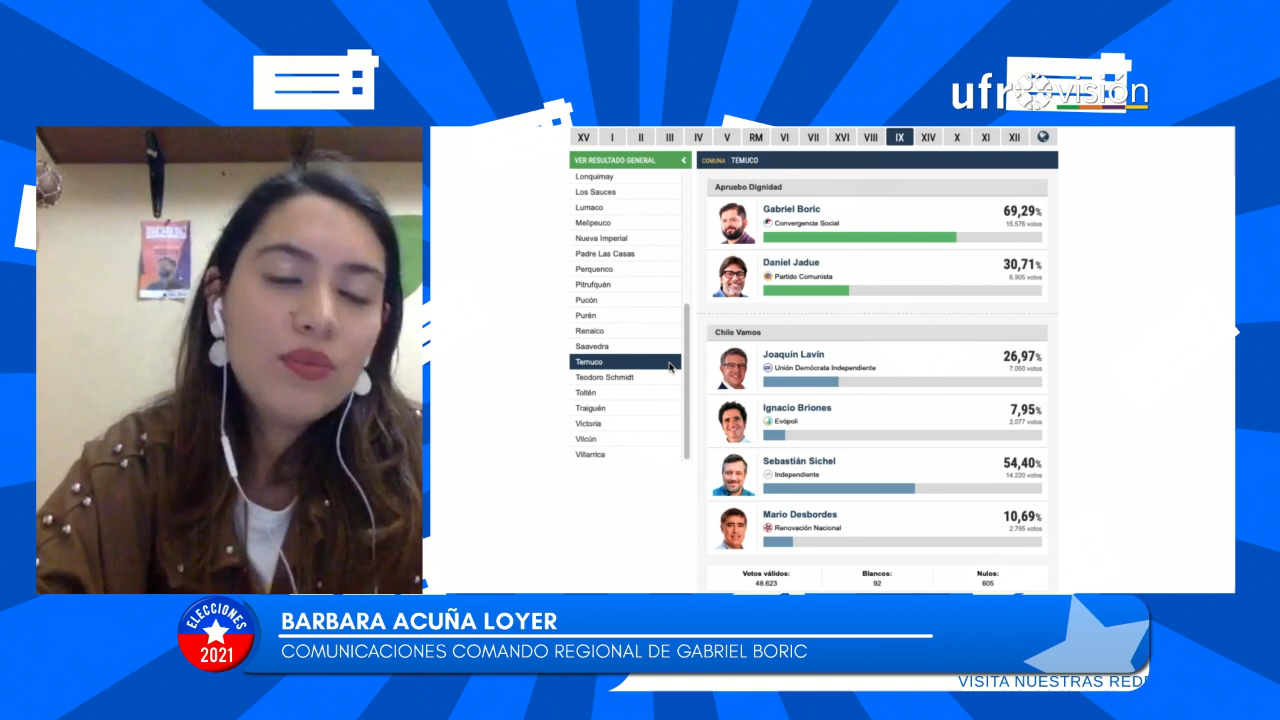 ufro visión
XV I II III IV V RM VI VII XVI VIII IX XIV X XI XII
VER RESULTADO GENERAL
Lonquimay
Los Sauces
Lumaco
Melipeuco
Nueva Imperial
Padre Las Casas
Perquenco
Pitrufquén
Pucón
Purén
Renaico
Saavedra
Temuco
Teodoro Schmidt
Toltén
Traiguén
Victoria
Vilcún
Villarrica
COMUNA TEMUCO
Apruebo Dignidad
Gabriel Boric 69,29%
Convergencia Social 15.576 votos
Daniel Jadue 30,71%
Partido Comunista 6.905 votos
Chile Vamos
Joaquín Lavín 26,97%
Unión Demócrata Independiente 7.050 votos
Ignacio Briones 7,95%
Evópoli 2.077 votos
Sebastián Sichel 54,40%
Independiente 14.220 votos
Mario Desbordes 10,69%
Renovación Nacional 2.795 votos
Votos válidos: Blancos: Nulos:
48.623 92 605
ELECCIONES
2021
BARBARA ACUÑA LOYER
COMUNICACIONES COMANDO REGIONAL DE GABRIEL BORIC
VISITA NUESTRAS RED